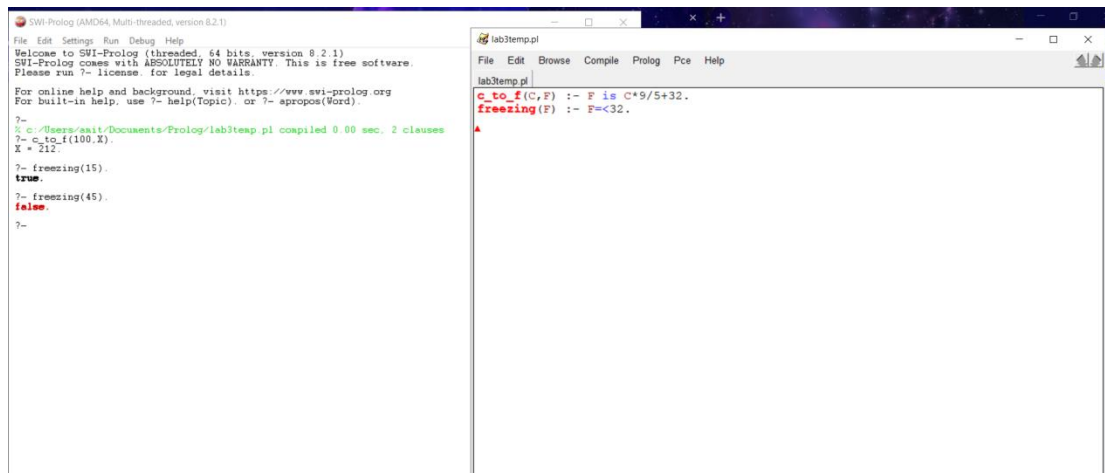 SWI-Prolog (AMD64, Multi-threaded, version 8.2.1)
File Edit Settings Run Debug Help
Welcome to SWI-Prolog (threaded, 64 bits, version 8.2.1)
SWI-Prolog comes with ABSOLUTELY NO WARRANTY. This is free software.
Please run ?- license. for legal details.
For online help and background, visit https://www.swi-prolog.org
For built-in help, use ?- help(Topic). or ?- apropos(Word).
?-
% c:/Users/amit/Documents/Prolog/lab3temp.pl compiled 0.00 sec, 2 clauses
?- c_to_f(100,X).
X = 212.
?- freezing(15).
true.
?- freezing(45).
false.
?-
lab3temp.pl
File Edit Browse Compile Prolog Pce Help
lab3temp.pl
c_to_f(C,F) :- F is C*9/5+32.
freezing(F) :- F=<32.